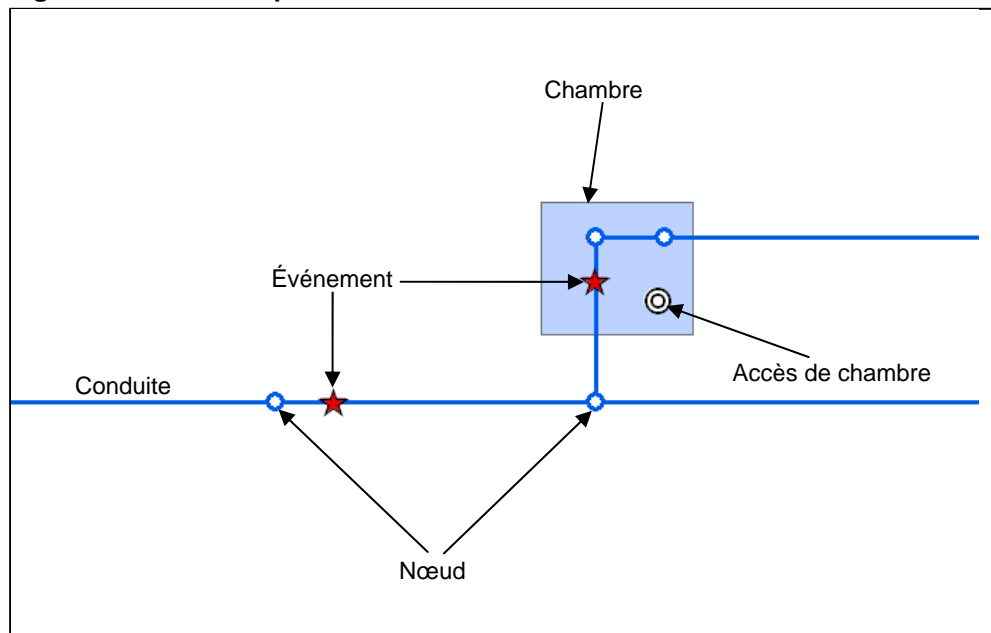 Chambre
Événement
Conduite
Accès de chambre
Nœud